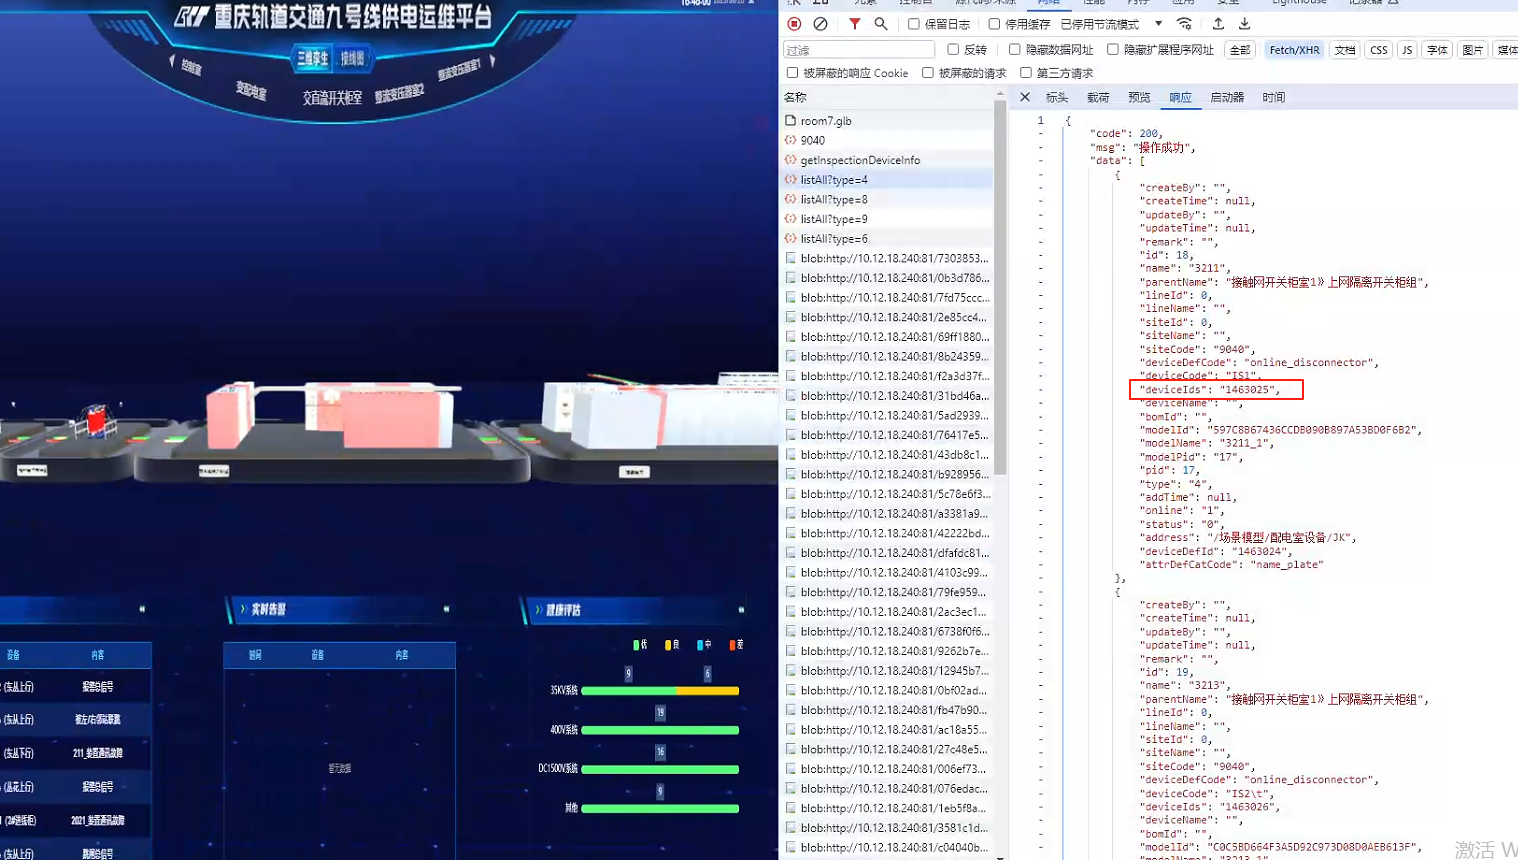 重庆轨道交通九号线供电运维平台
三维孪生
接线图
控制室
变配电室
交直流开关柜室
整流变压器室2
整流变压器室1
设备
内容
(东丛上行)
报警总信号
(东丛上行)
(东丛下行)
211_装置通讯故障
报警总信号
(2#进线柜)
2021_装置通讯故障
(东丛上行)
跳闸总信号
实时告警
时间
设备
内容
暂无数据
健康评估
优
良
中
差
9
6
35KV系统
19
400V系统
16
DC1500V系统
9
其他
Lighthouse
保留日志
停用缓存
已停用节流模式
过滤
反转
隐藏数据网址
隐藏扩展程序网址
全部
Fetch/XHR
文档
CSS
JS
字体
图片
媒体
被屏蔽的响应 Cookie
被屏蔽的请求
第三方请求
名称
room7.glb
9040
getInspectionDeviceInfo
listAll?type=4
listAll?type=8
listAll?type=9
listAll?type=6
blob:http://10.12.18.240:81/7303853...
blob:http://10.12.18.240:81/0b3d786...
blob:http://10.12.18.240:81/7fd75ccc...
blob:http://10.12.18.240:81/2e85cc4...
blob:http://10.12.18.240:81/69ff1880...
blob:http://10.12.18.240:81/8b24359...
blob:http://10.12.18.240:81/f2a3d37f...
blob:http://10.12.18.240:81/31bd46a...
blob:http://10.12.18.240:81/5ad2939...
blob:http://10.12.18.240:81/76417e5...
blob:http://10.12.18.240:81/43db8c1...
blob:http://10.12.18.240:81/b928956...
blob:http://10.12.18.240:81/5c78e6f3...
blob:http://10.12.18.240:81/a3381a9...
blob:http://10.12.18.240:81/42222bd...
blob:http://10.12.18.240:81/dfafdc81...
blob:http://10.12.18.240:81/4103c99...
blob:http://10.12.18.240:81/79fe959...
blob:http://10.12.18.240:81/2ac3ec1...
blob:http://10.12.18.240:81/6738f0f6...
blob:http://10.12.18.240:81/9262b7e...
blob:http://10.12.18.240:81/12945b7...
blob:http://10.12.18.240:81/0bf02ad...
blob:http://10.12.18.240:81/fb47b90...
blob:http://10.12.18.240:81/ac18a55...
blob:http://10.12.18.240:81/27c48e5...
blob:http://10.12.18.240:81/006ef73...
blob:http://10.12.18.240:81/076edac...
blob:http://10.12.18.240:81/1eb5f8a...
blob:http://10.12.18.240:81/3581c1d...
blob:http://10.12.18.240:81/c04040b...
标头
载荷
预览
响应
启动器
时间
1 {
"code": 200,
"msg": "操作成功",
"data": [
{
"createBy": "",
"createTime": null,
"updateBy": "",
"updateTime": null,
"remark": "",
"id": 18,
"name": "3211",
"parentName": "接触网开关柜室1》上网隔离开关柜组",
"lineId": 0,
"lineName": "",
"siteId": 0,
"siteName": "",
"siteCode": "9040",
"deviceDefCode": "online_disconnector",
"deviceCode": "IS1",
"deviceIds": "1463025",
"deviceName": "",
"bomId": "",
"modelId": "597C8B67436CCDB090B897A53BD0F6B2",
"modelName": "3211_1",
"modelPid": "17",
"pid": 17,
"type": "4",
"addTime": null,
"online": "1",
"status": "0",
"address": "/场景模型/配电室设备/JK",
"deviceDefId": "1463024",
"attrDefCatCode": "name_plate"
},
{
"createBy": "",
"createTime": null,
"updateBy": "",
"updateTime": null,
"remark": "",
"id": 19,
"name": "3213",
"parentName": "接触网开关柜室1》上网隔离开关柜组",
"lineId": 0,
"lineName": "",
"siteId": 0,
"siteName": "",
"siteCode": "9040",
"deviceDefCode": "online_disconnector",
"deviceCode": "IS2\t",
"deviceIds": "1463026",
"deviceName": "",
"bomId": "",
"modelId": "C0C5BD664F3A5D92C973D08D0AEB613F",
"modelName": "3213_1",
激活 W